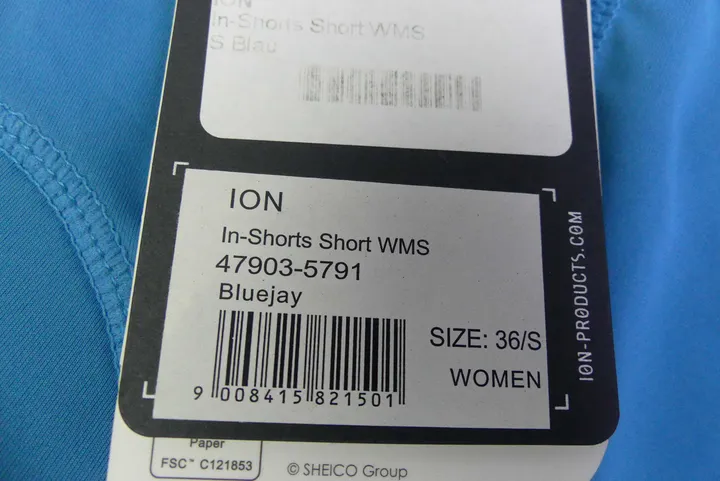 ION
In-Shorts Short WMS
S Blau
ION
In-Shorts Short WMS
47903-5791
Bluejay
SIZE: 36/S
WOMEN
9 008415 821501
ION-PRODUCTS.COM
Paper
FSC™ C121853
© SHEICO Group